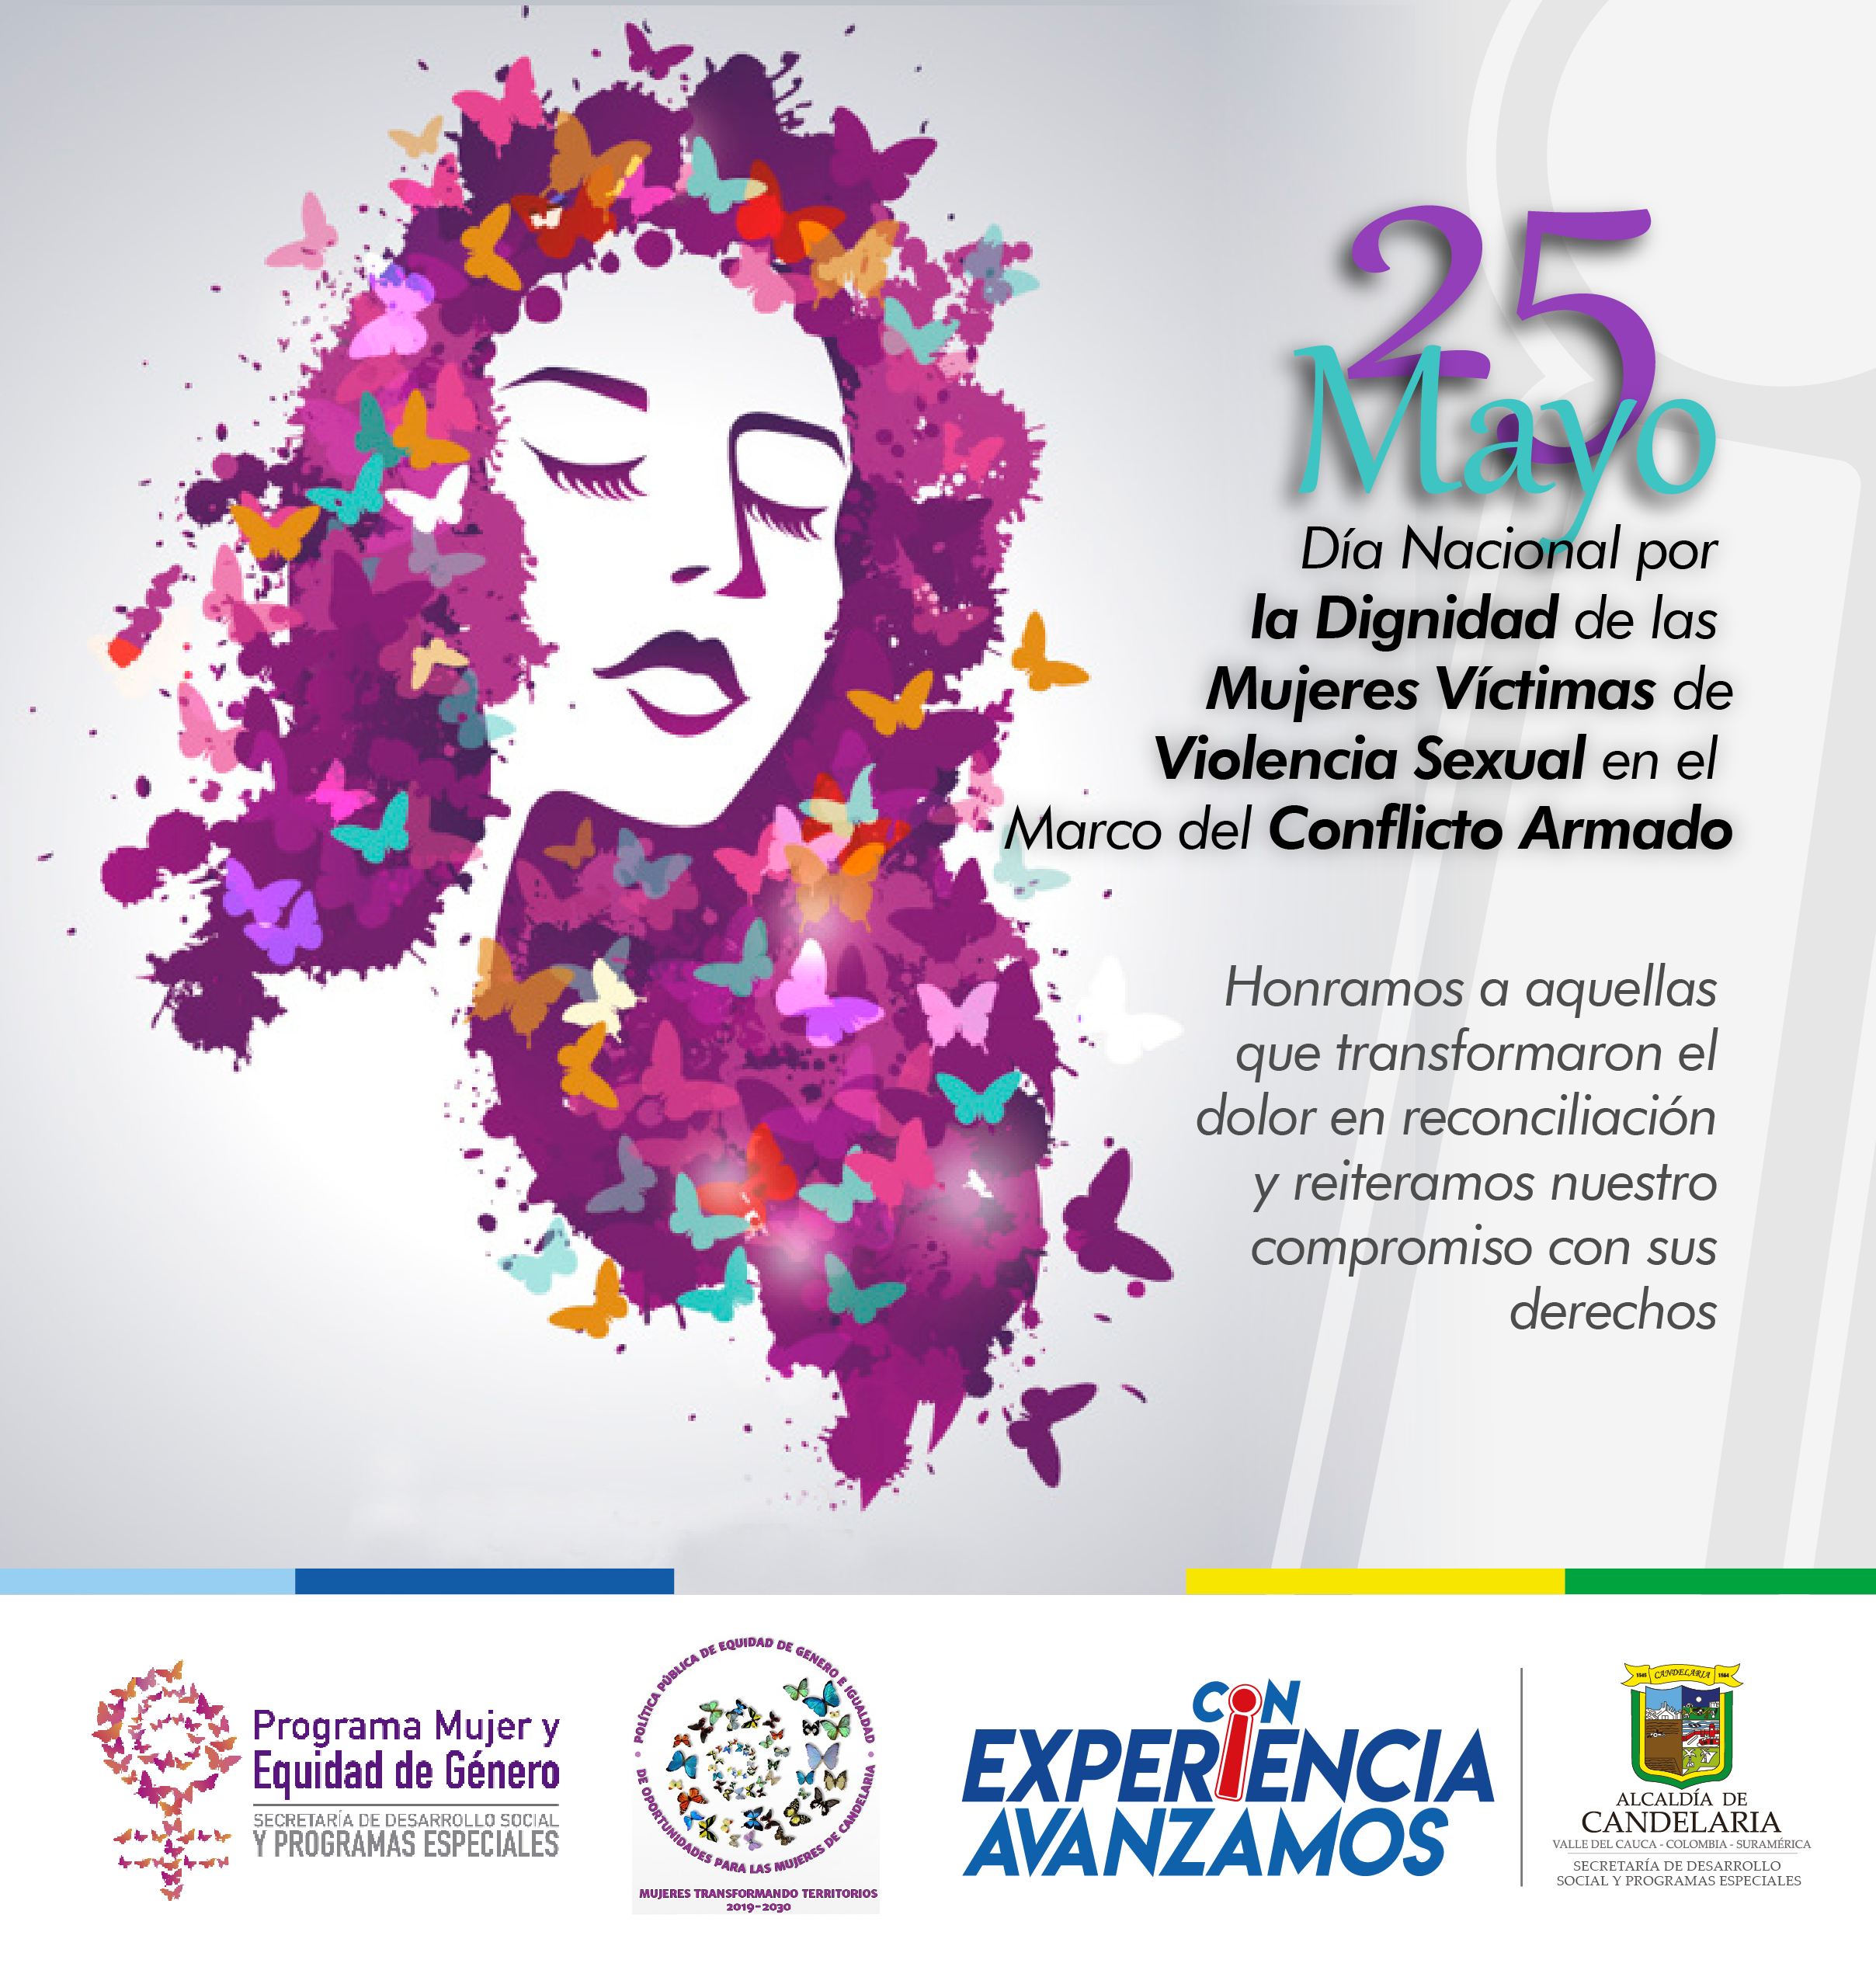 25
Mayo
Día Nacional por
la Dignidad de las
Mujeres Víctimas de
Violencia Sexual en el
Marco del Conflicto Armado
Honramos a aquellas
que transformaron el
dolor en reconciliación
y reiteramos nuestro
compromiso con sus
derechos
Programa Mujer y
Equidad de Género
SECRETARÍA DE DESARROLLO SOCIAL
Y PROGRAMAS ESPECIALES
• POLÍTICA PÚBLICA DE EQUIDAD DE GENERO E IGUALDAD •
DE OPORTUNIDADES PARA LAS MUJERES DE CANDELARIA
MUJERES TRANSFORMANDO TERRITORIOS
2019-2030
CON
EXPERIENCIA
AVANZAMOS
1545 CANDELARIA 1864
ALCALDÍA DE
CANDELARIA
VALLE DEL CAUCA - COLOMBIA - SURAMÉRICA
SECRETARÍA DE DESARROLLO
SOCIAL Y PROGRAMAS ESPECIALES